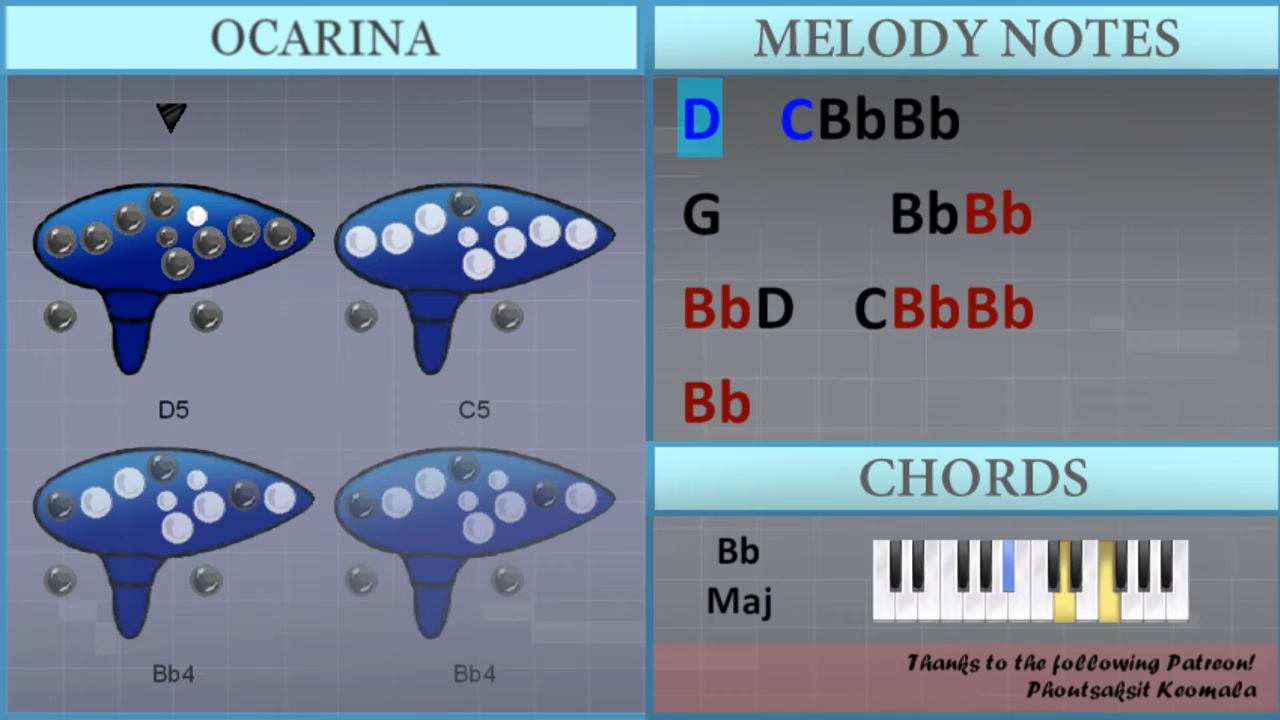 OCARINA
D5
C5
Bb4
Bb4
MELODY NOTES
D CBbBb
G BbBb
BbD CBbBb
Bb
CHORDS
Bb
Maj
Thanks to the following Patreon!
Phoutsaksit Keomala